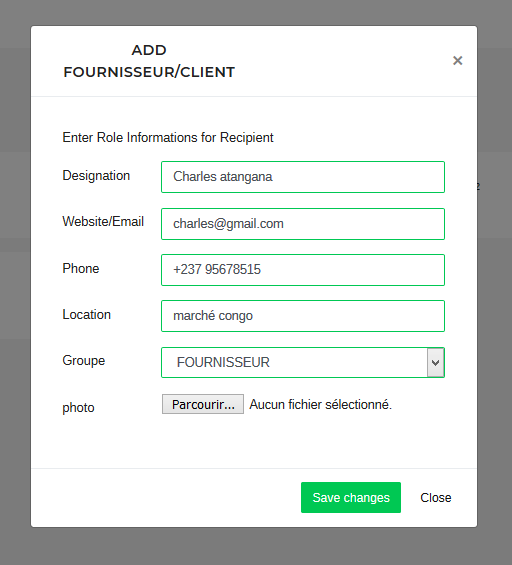 ADD
FOURNISSEUR/CLIENT
×
Enter Role Informations for Recipient
Designation Charles atangana
Website/Email charles@gmail.com
Phone +237 95678515
Location marché congo
Groupe FOURNISSEUR
photo Parcourir... Aucun fichier sélectionné.
Save changes Close